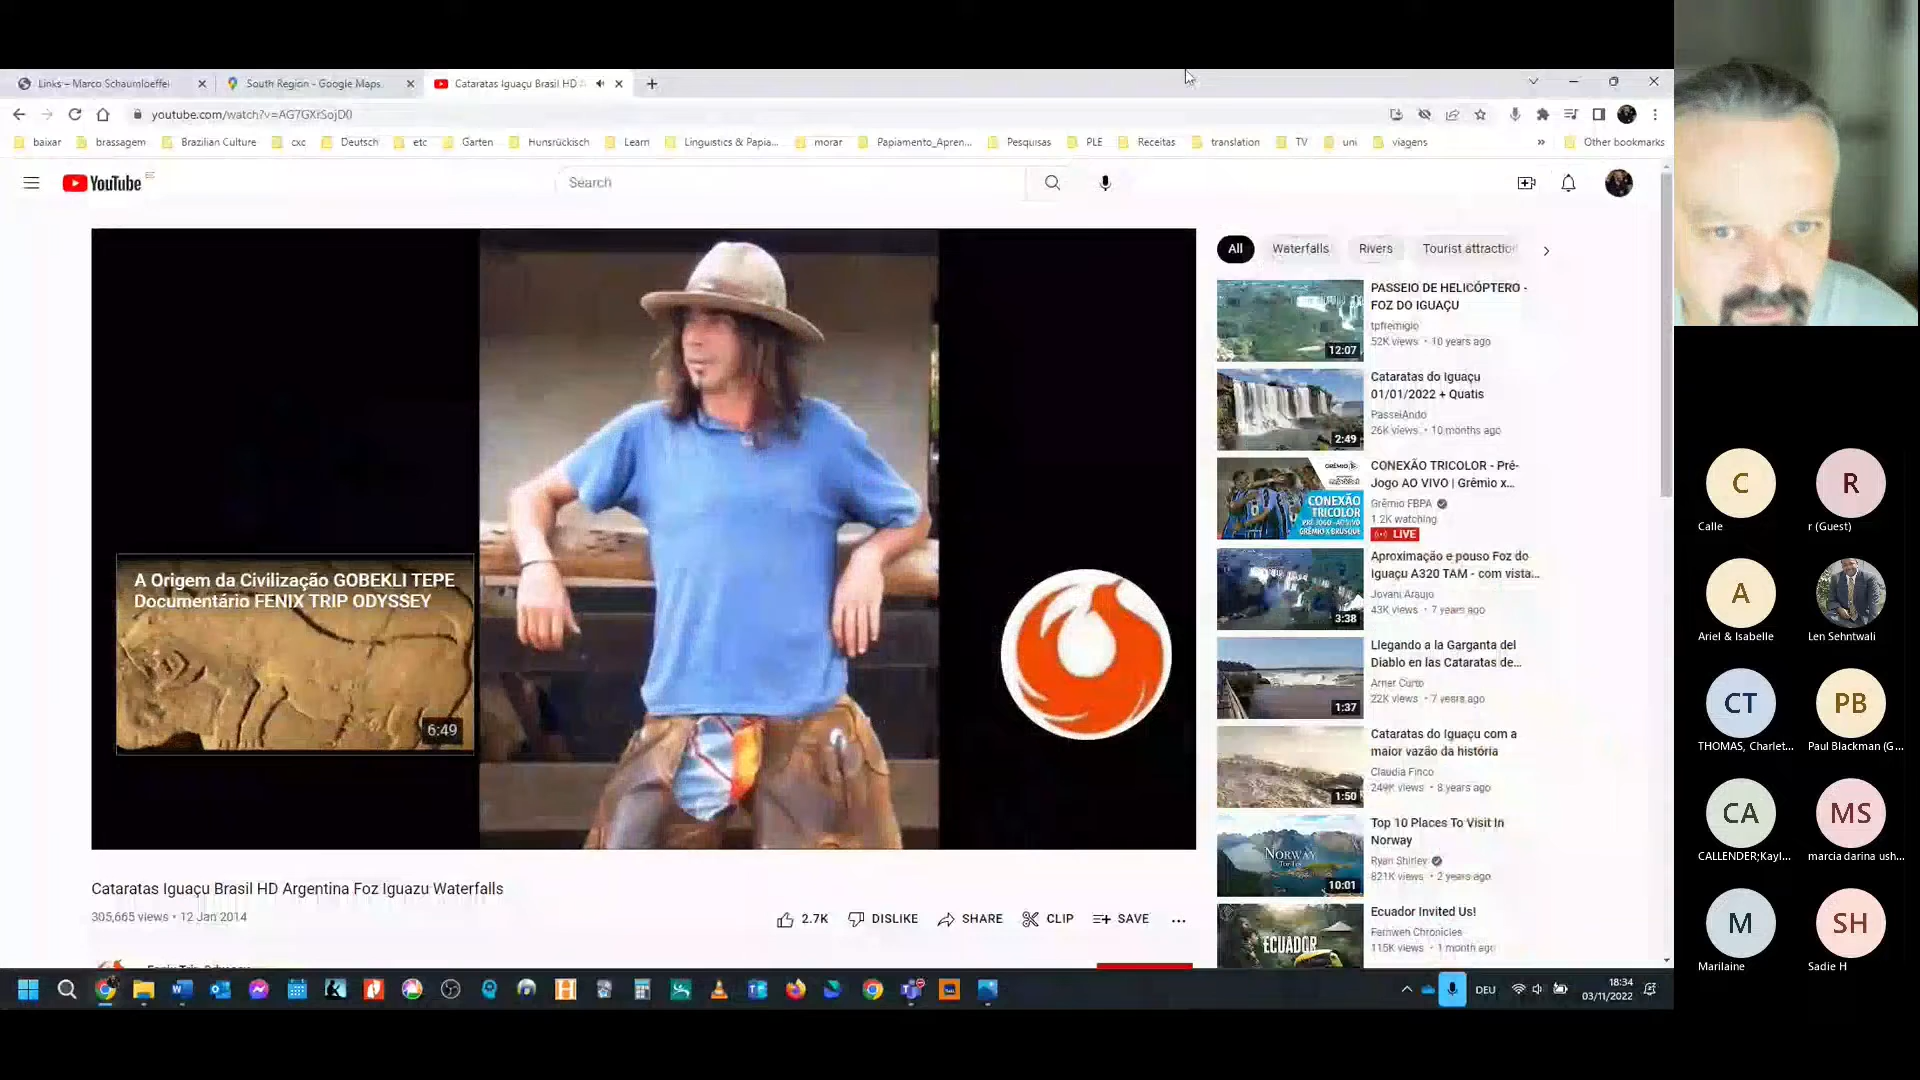 Links – Marco Schaumloeffel
South Region - Google Maps
Cataratas Iguaçu Brasil HD A
youtube.com/watch?v=AG7GXrSojD0
baixar
brassagem
Brazilian Culture
cxc
Deutsch
etc
Garten
Hunsrückisch
Learn
Linguistics & Papia...
morar
Papiamento_Apren...
Pesquisas
PLE
Receitas
translation
TV
uni
viagens
»
Other bookmarks
YouTube
Search
A Origem da Civilização GOBEKLI TEPE
Documentário FENIX TRIP ODYSSEY
6:49
Cataratas Iguaçu Brasil HD Argentina Foz Iguazu Waterfalls
305,665 views • 12 Jan 2014
2.7K
DISLIKE
SHARE
CLIP
SAVE
...
All
Waterfalls
Rivers
Tourist attraction
PASSEIO DE HELICÓPTERO -
FOZ DO IGUAÇU
tpfremigio
52K views • 10 years ago
12:07
Cataratas do Iguaçu
01/01/2022 + Quatis
PasseiAndo
26K views • 10 months ago
2:49
CONEXÃO TRICOLOR - Pré-
Jogo AO VIVO | Grêmio x...
Grêmio FBPA
1.2K watching
LIVE
CONEXÃO
TRICOLOR
GRÊMIO X BRUSQUE
Aproximação e pouso Foz do
Iguaçu A320 TAM - com vista...
Jovani Araujo
43K views • 7 years ago
3:38
Llegando a la Garganta del
Diablo en las Cataratas de...
Arner Curto
22K views • 7 years ago
1:37
Cataratas do Iguaçu com a
maior vazão da história
Claudia Finco
249K views • 8 years ago
1:50
Top 10 Places To Visit In
Norway
Ryan Shirley
821K views • 2 years ago
NORWAY
10:01
Ecuador Invited Us!
Fernweh Chronicles
115K views • 1 month ago
ECUADOR
DEU
18:34
03/11/2022
C
Calle
R
r (Guest)
A
Ariel & Isabelle
Len Sehntwali
CT
THOMAS, Charlet...
PB
Paul Blackman (G...
CA
CALLENDER;Kayl...
MS
marcia darina ush...
M
Marilaine
SH
Sadie H